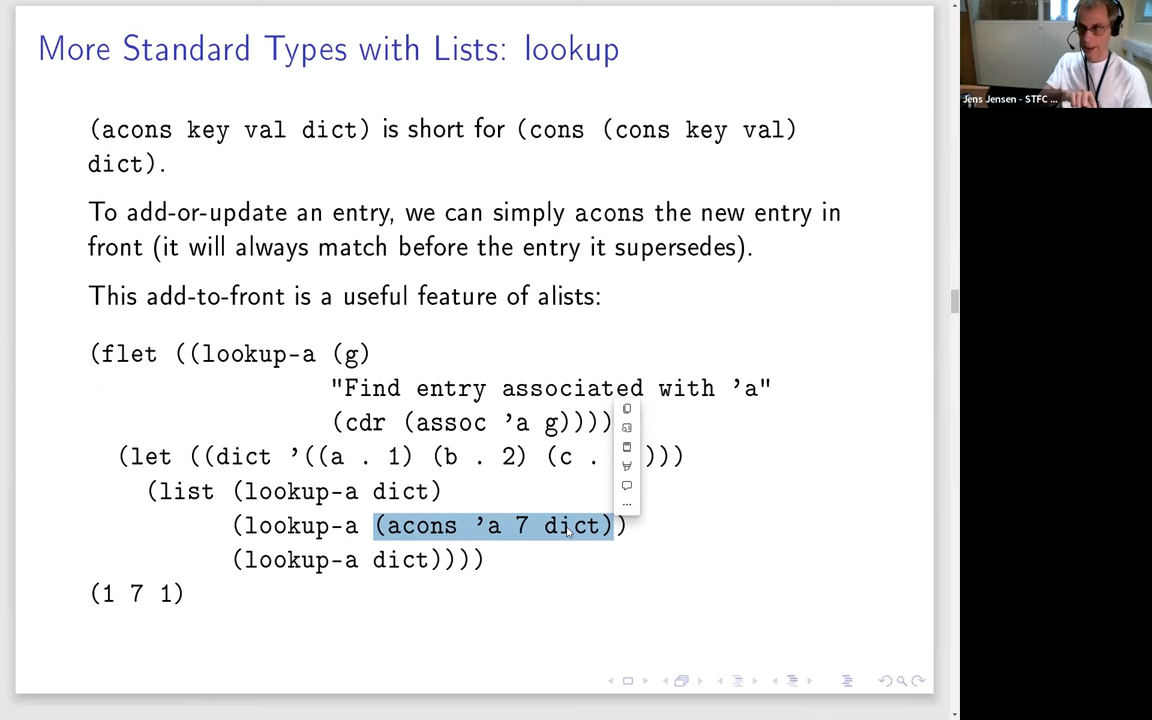 More Standard Types with Lists: lookup
(acons key val dict) is short for (cons (cons key val)
dict).
To add-or-update an entry, we can simply acons the new entry in
front (it will always match before the entry it supersedes).
This add-to-front is a useful feature of alists:
(flet ((lookup-a (g)
"Find entry associated with ’a"
(cdr (assoc ’a g))))
(let ((dict ’((a . 1) (b . 2) (c . )))
(list (lookup-a dict)
(lookup-a (acons ’a 7 dict))
(lookup-a dict))))
(1 7 1)
Jens Jensen - STFC ...